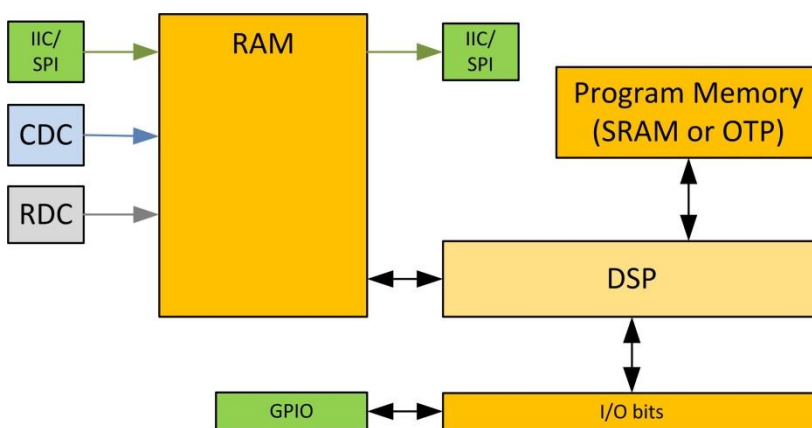 IIC/
SPI
RAM
IIC/
SPI
Program Memory
(SRAM or OTP)
CDC
RDC
DSP
GPIO
I/O bits